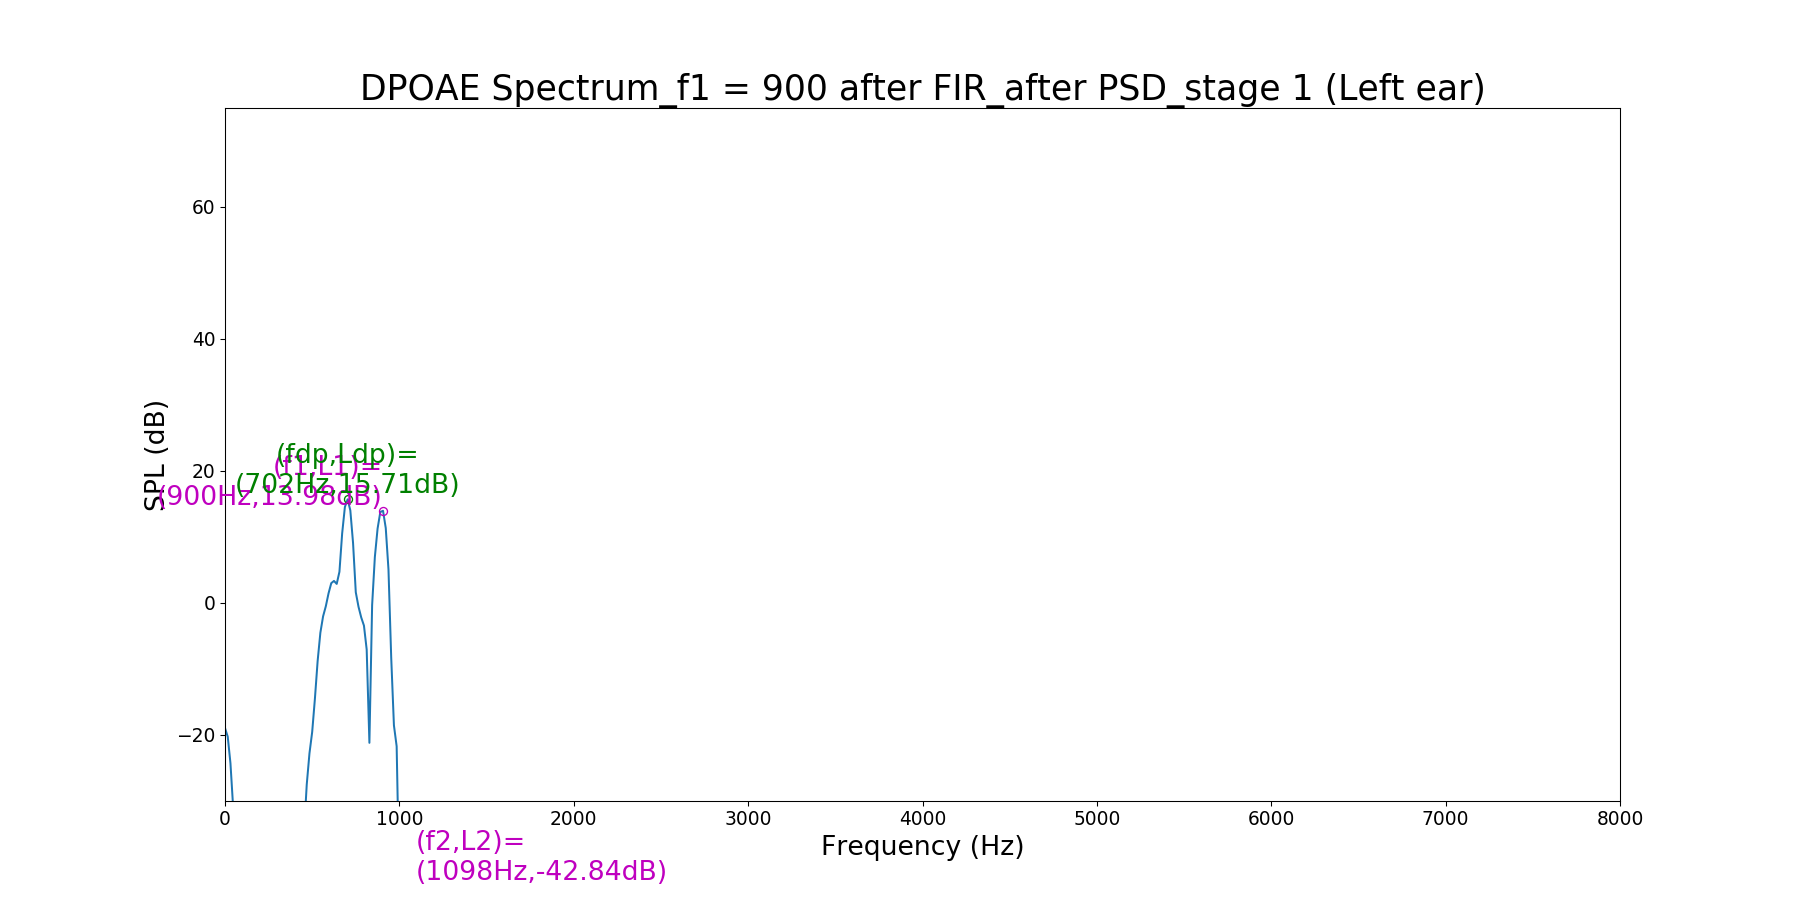 DPOAE Spectrum_f1 = 900 after FIR_after PSD_stage 1 (Left ear)
60
40
20
0
−20
SPL (dB)
(fdp,Ldp)=
(702Hz,15.71dB)
(f1,L1)=
(900Hz,13.98dB)
0 1000 2000 3000 4000 5000 6000 7000 8000
Frequency (Hz)
(f2,L2)=
(1098Hz,-42.84dB)